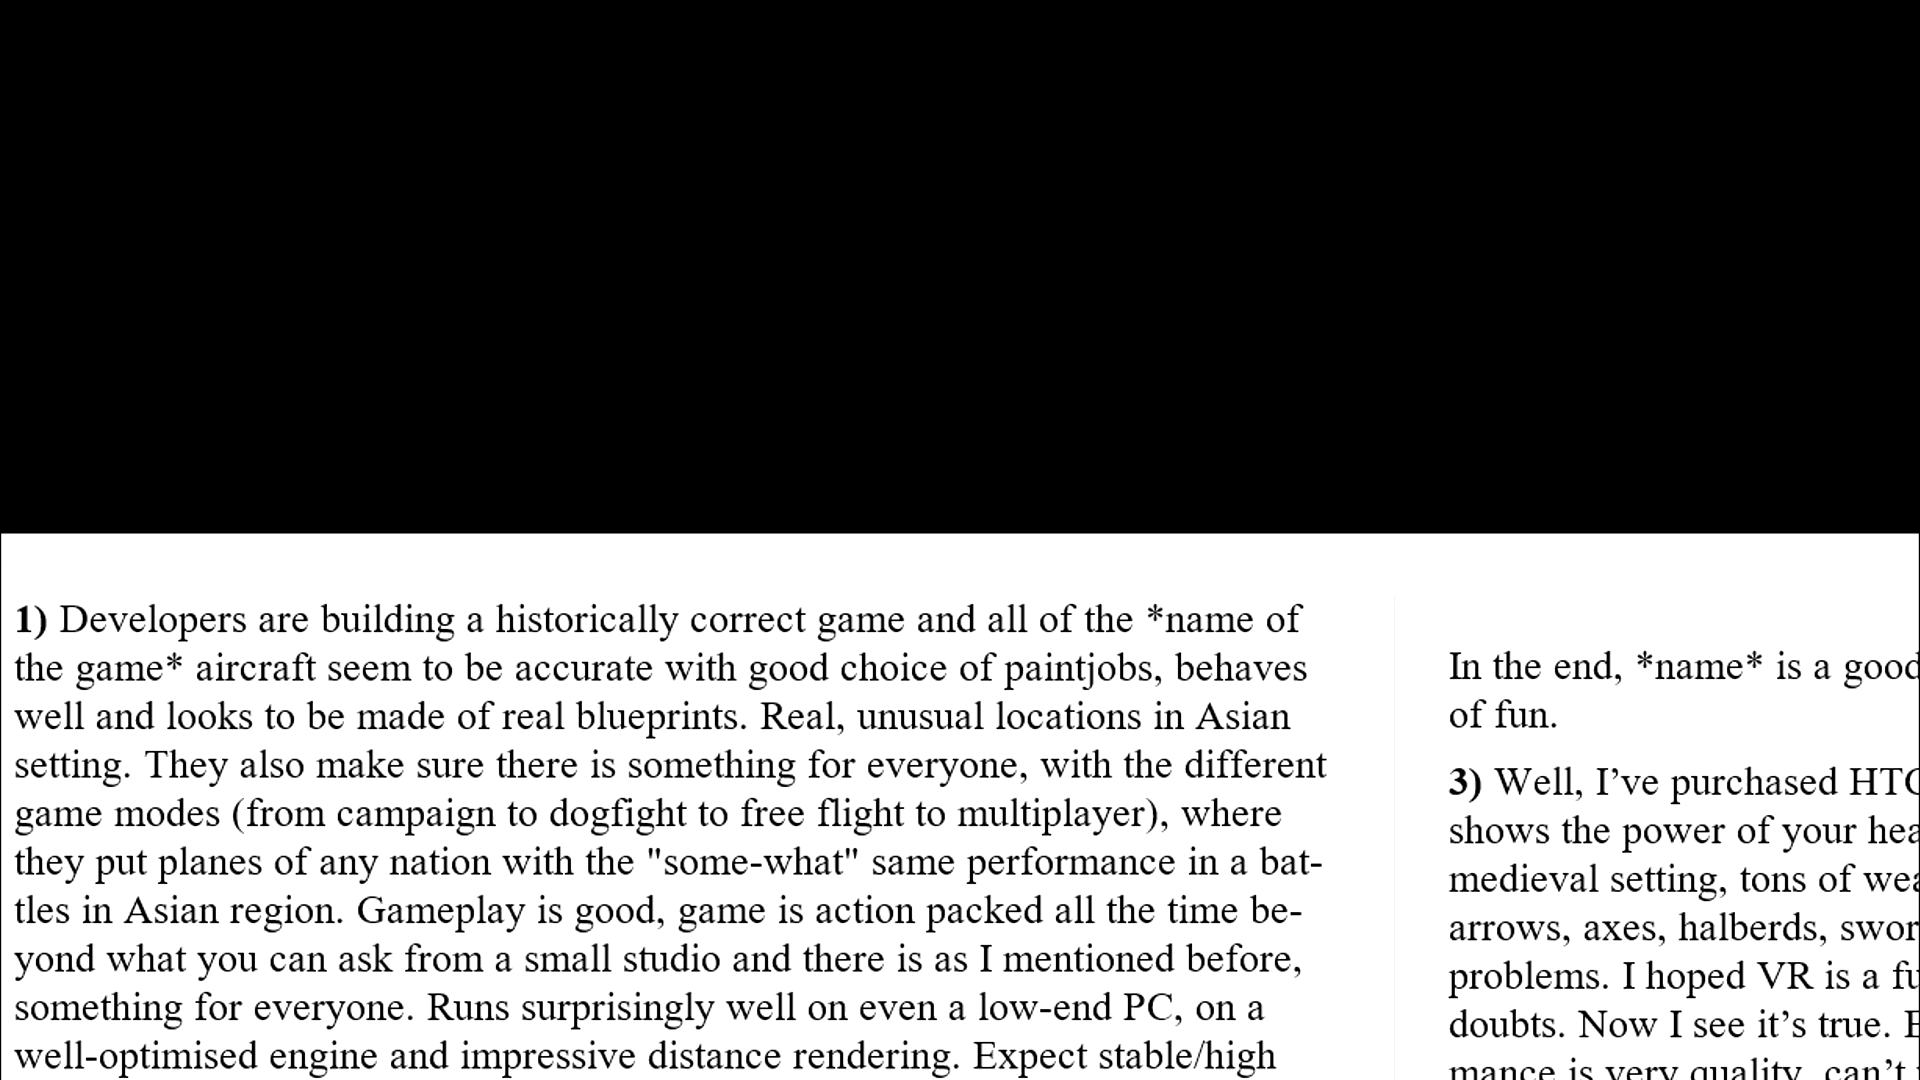 1) Developers are building a historically correct game and all of the *name of
the game* aircraft seem to be accurate with good choice of paintjobs, behaves
well and looks to be made of real blueprints. Real, unusual locations in Asian
setting. They also make sure there is something for everyone, with the different
game modes (from campaign to dogfight to free flight to multiplayer), where
they put planes of any nation with the "some-what" same performance in a bat-
tles in Asian region. Gameplay is good, game is action packed all the time be-
yond what you can ask from a small studio and there is as I mentioned before,
something for everyone. Runs surprisingly well on even a low-end PC, on a
well-optimised engine and impressive distance rendering. Expect stable/high
In the end, *name* is a good
of fun.
3) Well, I’ve purchased HTC
shows the power of your
medieval setting, tons of
arrows, axes, halberds,
problems. I hoped VR is a
doubts. Now I see it’s true.
mance is very quality, can’t